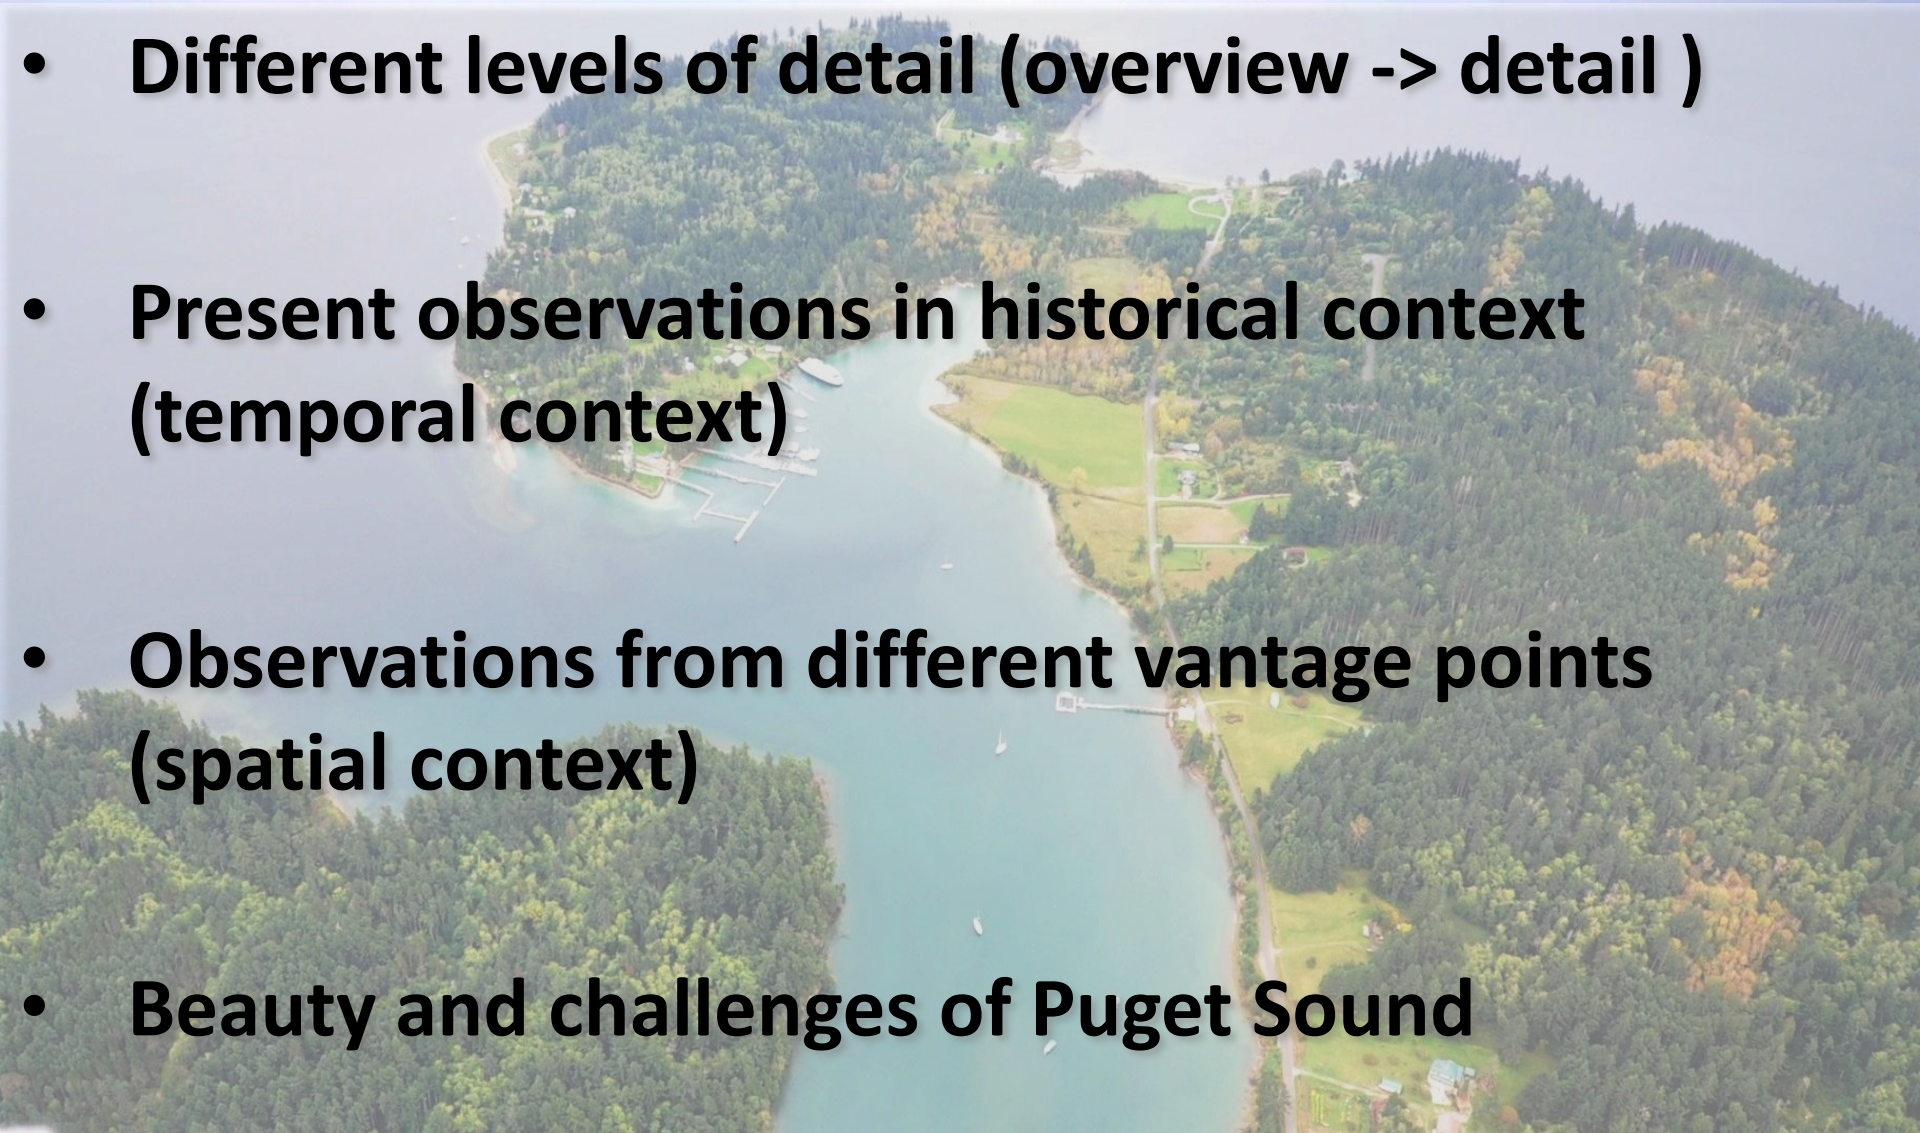 • Different levels of detail (overview -> detail )
• Present observations in historical context
(temporal context)
• Observations from different vantage points
(spatial context)
• Beauty and challenges of Puget Sound